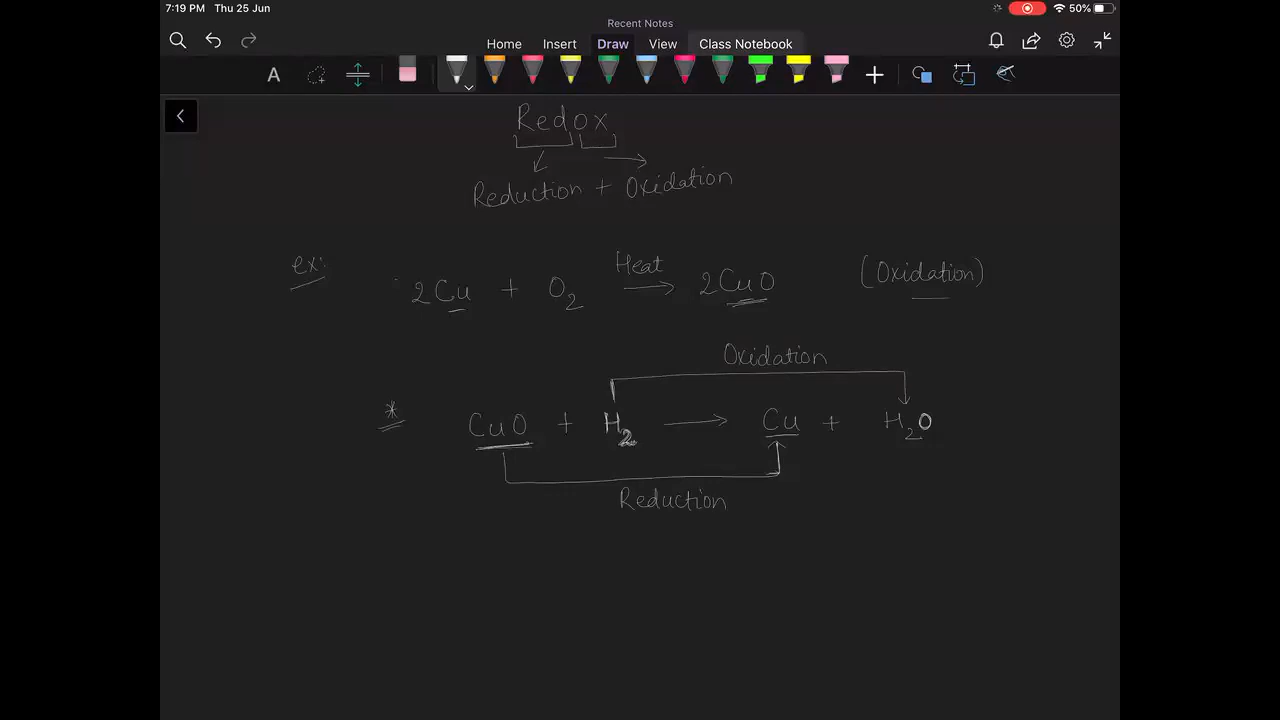 7:19 PM Thu 25 Jun
50%
Recent Notes
Home Insert Draw View Class Notebook
A
Redox
Reduction + Oxidation
ex:
2Cu + O2 Heat → 2CuO (Oxidation)
Oxidation
* CuO + H2 → Cu + H2O
Reduction